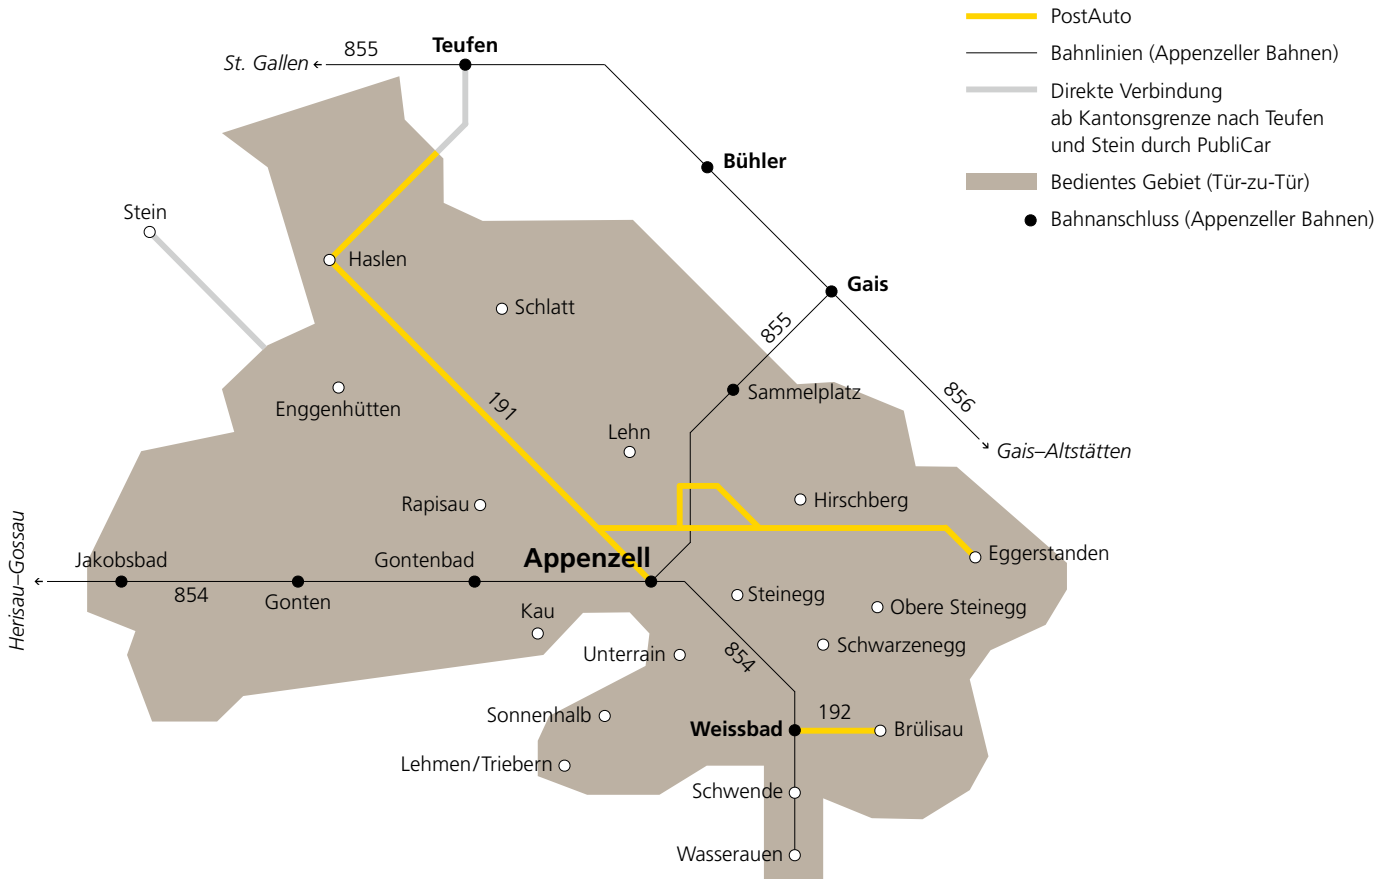 PostAuto
Bahnlinien (Appenzeller Bahnen)
Direkte Verbindung
ab Kantonsgrenze nach Teufen
und Stein durch PubliCar
Bedientes Gebiet (Tür-zu-Tür)
Bahnanschluss (Appenzeller Bahnen)
St. Gallen
855
Teufen
Bühler
Stein
Haslen
Gais
Schlatt
855
Sammelplatz
856
Enggenhütten
191
Lehn
Gais–Altstätten
Rapisau
Hirschberg
Herisau–Gossau
Jakobsbad
854
Gonten
Gontenbad
Appenzell
Eggerstanden
Kau
Steinegg
Obere Steinegg
Unterrain
854
Schwarzenegg
Sonnenhalb
Weissbad
192
Brülisau
Lehmen/Triebern
Schwende
Wasserauen